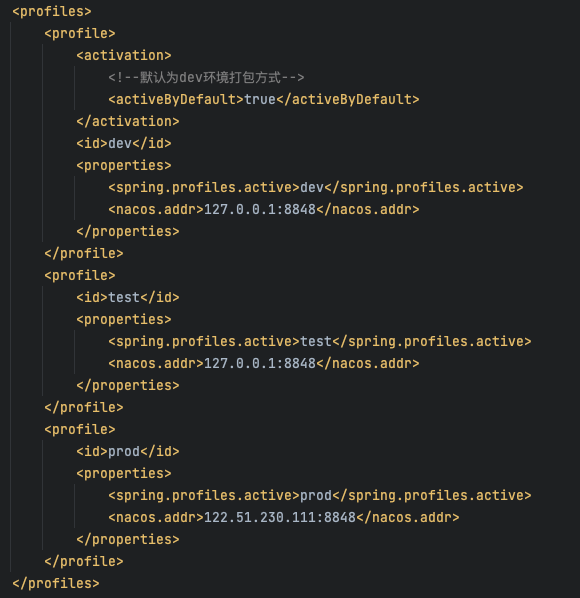 <profiles>
    <profile>
        <activation>
            <!--默认为dev环境打包方式-->
            <activeByDefault>true</activeByDefault>
        </activation>
        <id>dev</id>
        <properties>
            <spring.profiles.active>dev</spring.profiles.active>
            <nacos.addr>127.0.0.1:8848</nacos.addr>
        </properties>
    </profile>
    <profile>
        <id>test</id>
        <properties>
            <spring.profiles.active>test</spring.profiles.active>
            <nacos.addr>127.0.0.1:8848</nacos.addr>
        </properties>
    </profile>
    <profile>
        <id>prod</id>
        <properties>
            <spring.profiles.active>prod</spring.profiles.active>
            <nacos.addr>122.51.230.111:8848</nacos.addr>
        </properties>
    </profile>
</profiles>